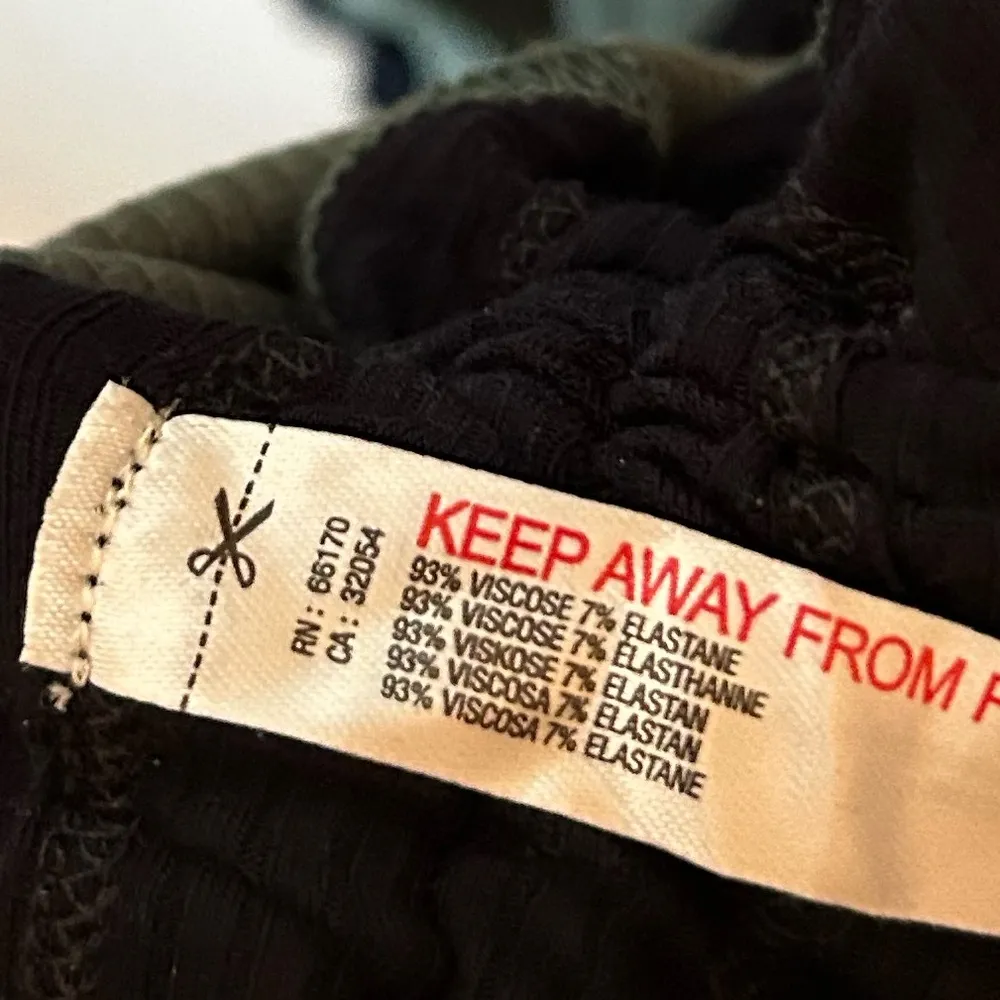 RN : 66170
CA : 32054
KEEP AWAY FROM
93% VISCOSE 7% ELASTANE
93% VISCOSE 7% ELASTHANNE
93% VISKOSE 7% ELASTAN
93% VISCOSA 7% ELASTAN
93% VISCOSA 7% ELASTANE